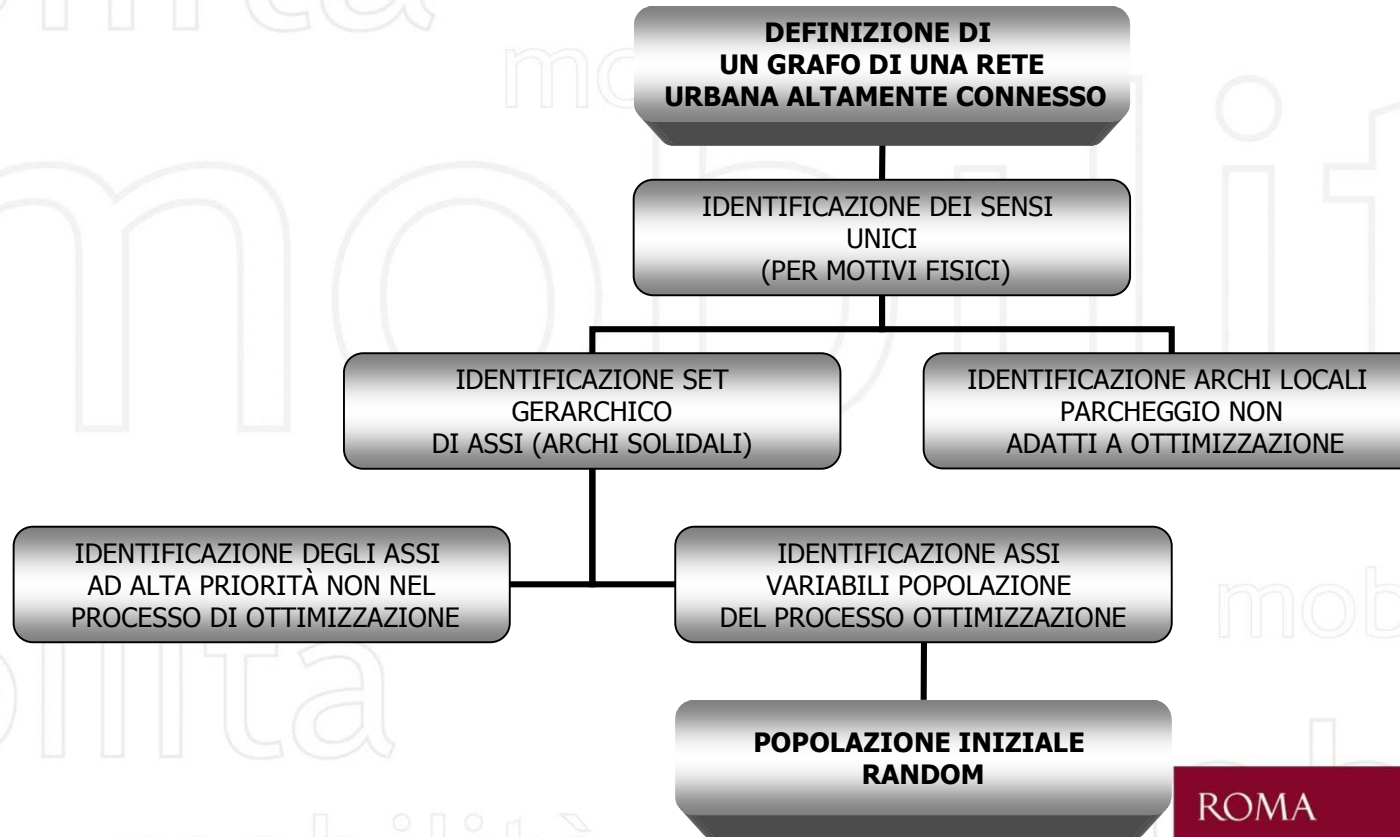 DEFINIZIONE DI
UN GRAFO DI UNA RETE
URBANA ALTAMENTE CONNESSO
IDENTIFICAZIONE DEI SENSI
UNICI
(PER MOTIVI FISICI)
IDENTIFICAZIONE SET
GERARCHICO
DI ASSI (ARCHI SOLIDALI)
IDENTIFICAZIONE ARCHI LOCALI
PARCHEGGIO NON
ADATTI A OTTIMIZZAZIONE
IDENTIFICAZIONE DEGLI ASSI
AD ALTA PRIORITÀ NON NEL
PROCESSO DI OTTIMIZZAZIONE
IDENTIFICAZIONE ASSI
VARIABILI POPOLAZIONE
DEL PROCESSO OTTIMIZZAZIONE
POPOLAZIONE INIZIALE
RANDOM
ROMA